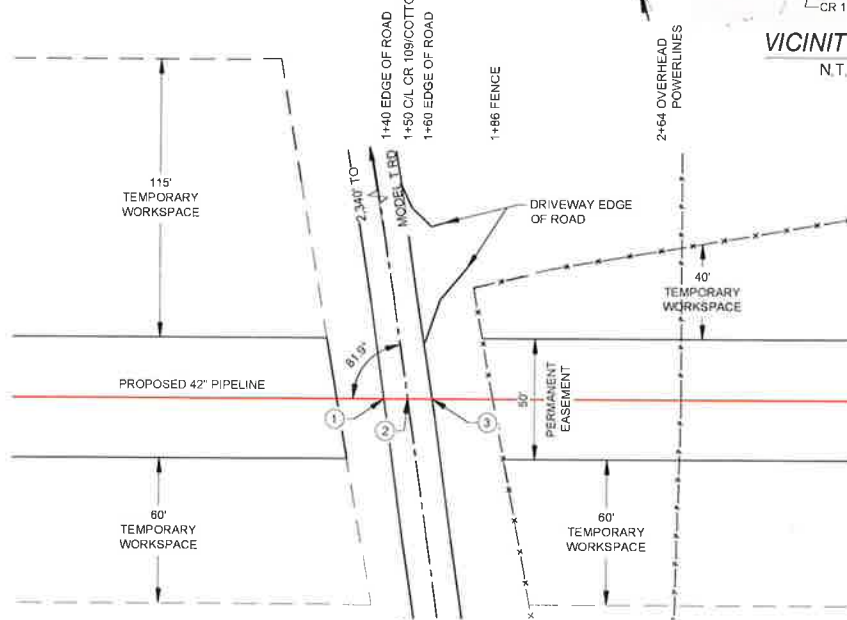 CR 1
VICINIT
N.T.
1+40 EDGE OF ROAD
1+50 C/L CR 109/COTTO
1+60 EDGE OF ROAD
1+86 FENCE
2+64 OVERHEAD
POWERLINES
115'
TEMPORARY
WORKSPACE
2,340' TO
MODEL T RD
DRIVEWAY EDGE
OF ROAD
40'
TEMPORARY
WORKSPACE
81.9°
PROPOSED 42" PIPELINE
1
2
3
50'
PERMANENT
EASEMENT
60'
TEMPORARY
WORKSPACE
60'
TEMPORARY
WORKSPACE